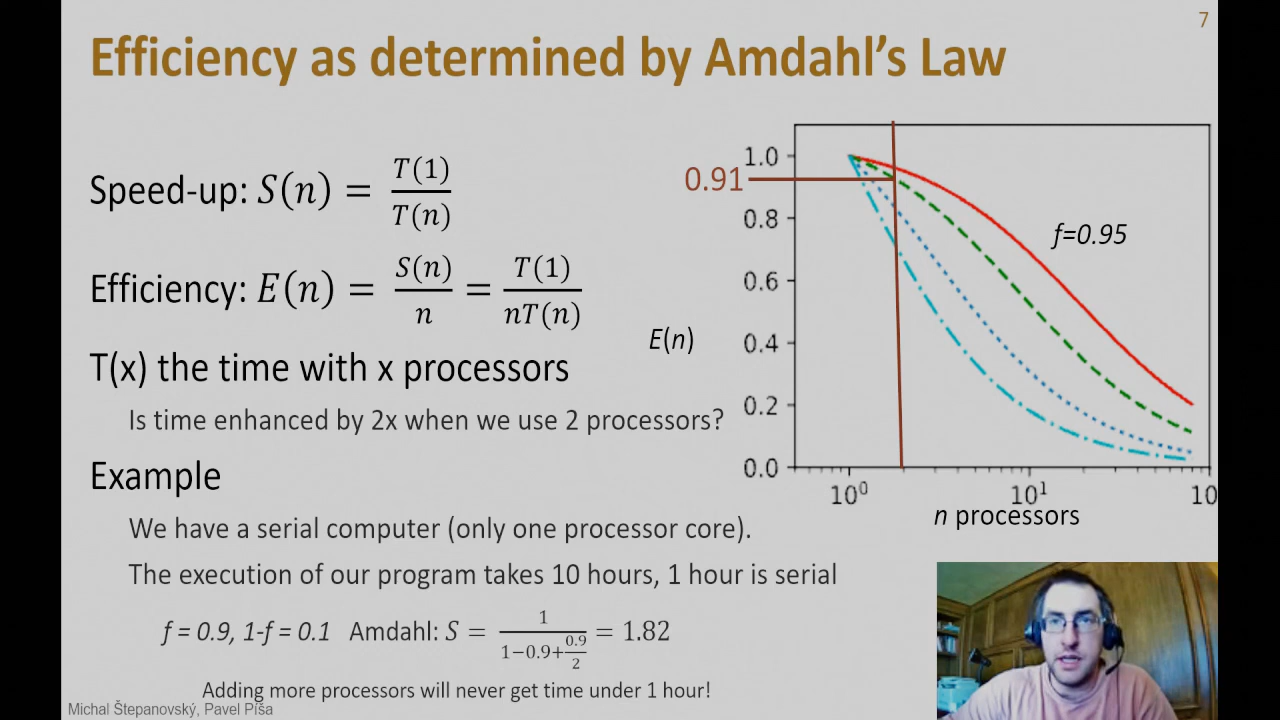 7
Efficiency as determined by Amdahl's Law
Speed-up: S(n) = T(1)/T(n)
Efficiency: E(n) = S(n)/n = T(1)/nT(n)
T(x) the time with x processors
Is time enhanced by 2x when we use 2 processors?
Example
We have a serial computer (only one processor core).
The execution of our program takes 10 hours, 1 hour is serial
f = 0.9, 1-f = 0.1 Amdahl: S = 1/(1−0.9+0.9/2) = 1.82
Adding more processors will never get time under 1 hour!
Michal Štepanovský, Pavel Píša
0.91
1.0
0.8
0.6
0.4
0.2
0.0
E(n)
f=0.95
10⁰
10¹
10
n processors